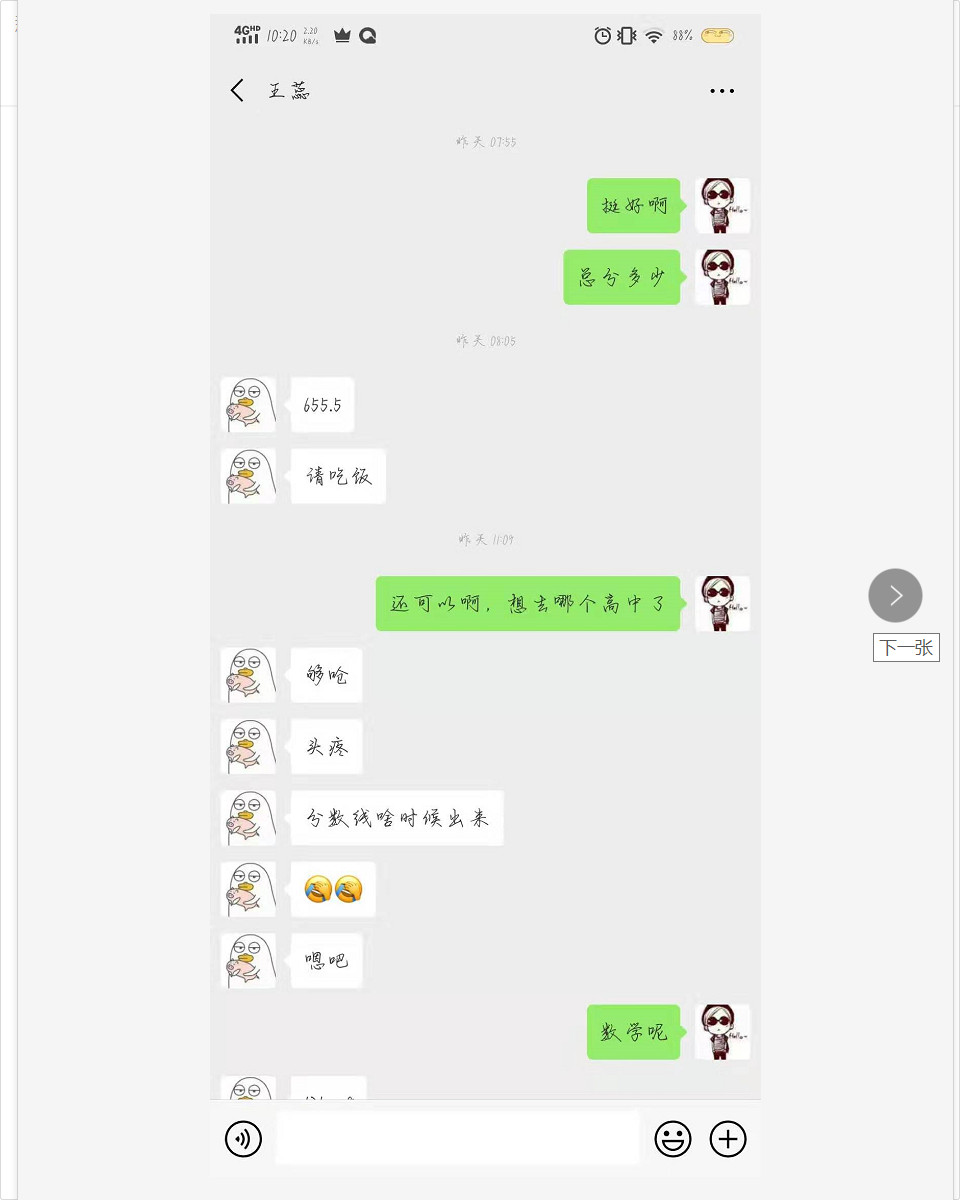 4G HD 10:20 2.20 KB/s 88%
王蕊
昨天 07:55
挺好啊
总分多少
昨天 08:05
655.5
请吃饭
昨天 11:09
还可以啊，想去哪个高中了
够呛
头疼
分数线啥时候出来
嗯吧
数学呢
下一张